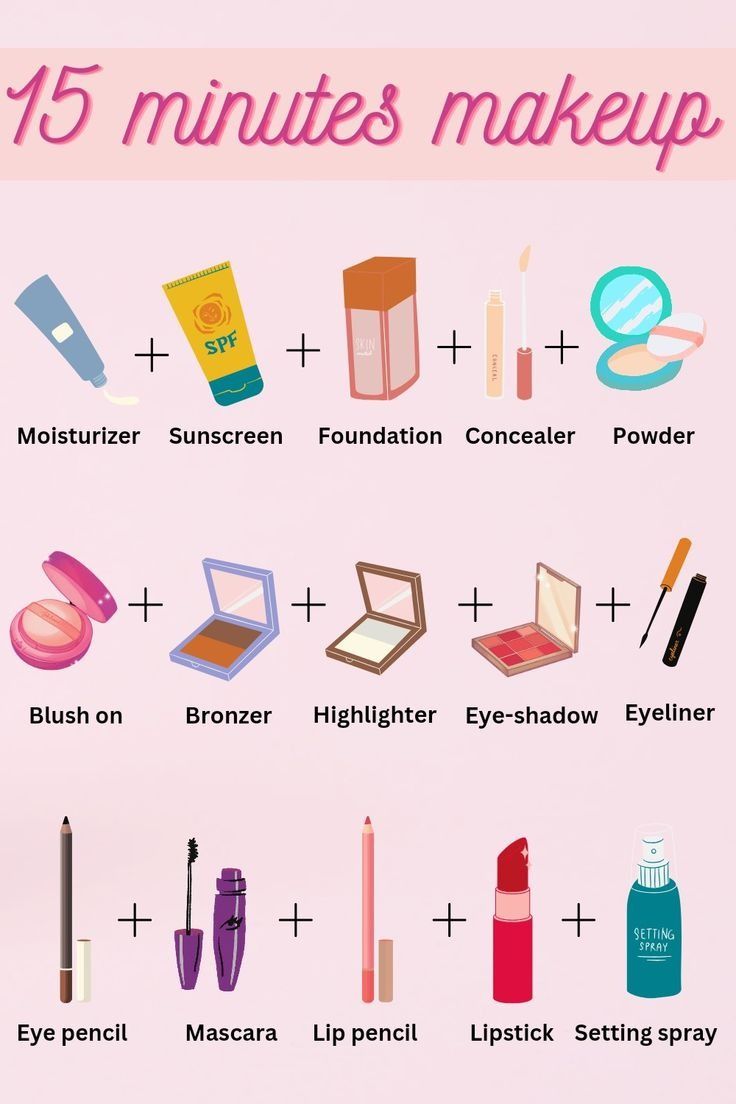 15 minutes makeup
SPF
SKIN
CONCEAL
Moisturizer Sunscreen Foundation Concealer Powder
eyeliner
Blush on Bronzer Highlighter Eye-shadow Eyeliner
SETTING
SPRAY
Eye pencil Mascara Lip pencil Lipstick Setting spray